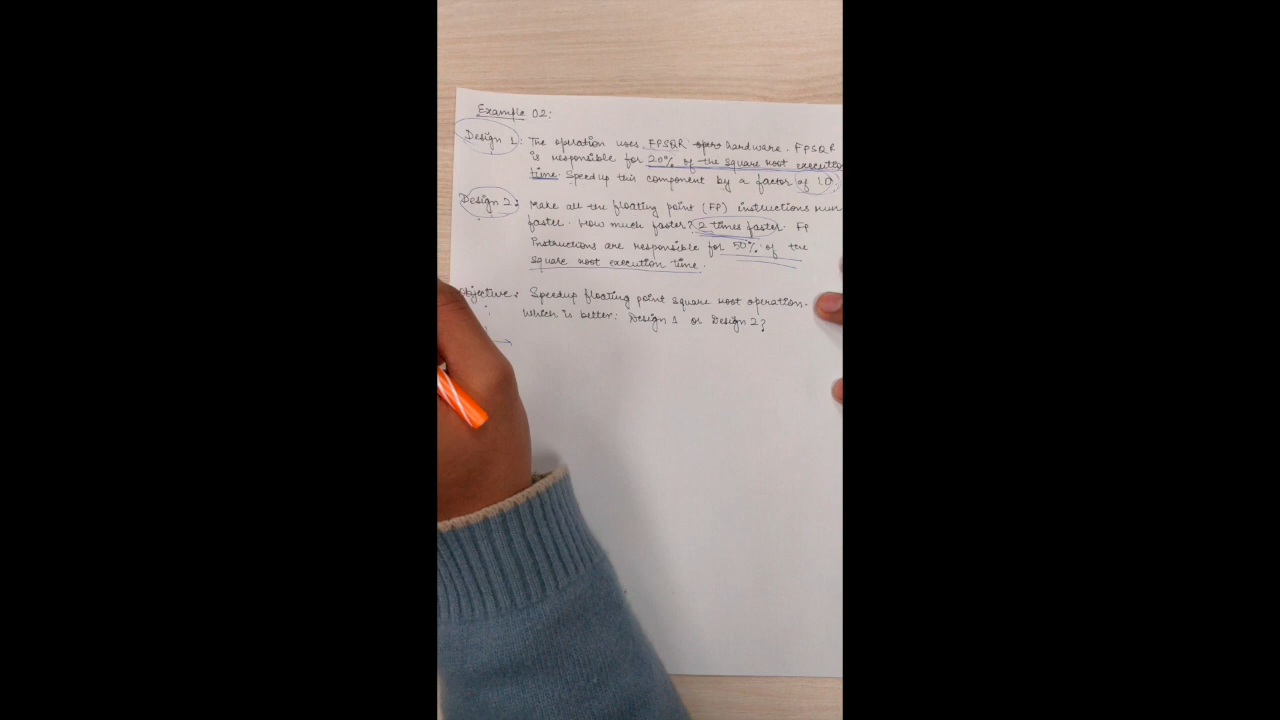 Example 02:
Design 1: The operation uses FPSQR oper hardware. FPSQR
is responsible for 20% of the square root execution
time. Speedup this component by a factor of 10.
Design 2: Make all the floating point (FP) instructions run
faster. How much faster? 2 times faster. FP
instructions are responsible for 50% of the
square root execution time.
Objective: Speedup floating point square root operation.
Which is better: Design 1 or Design 2?